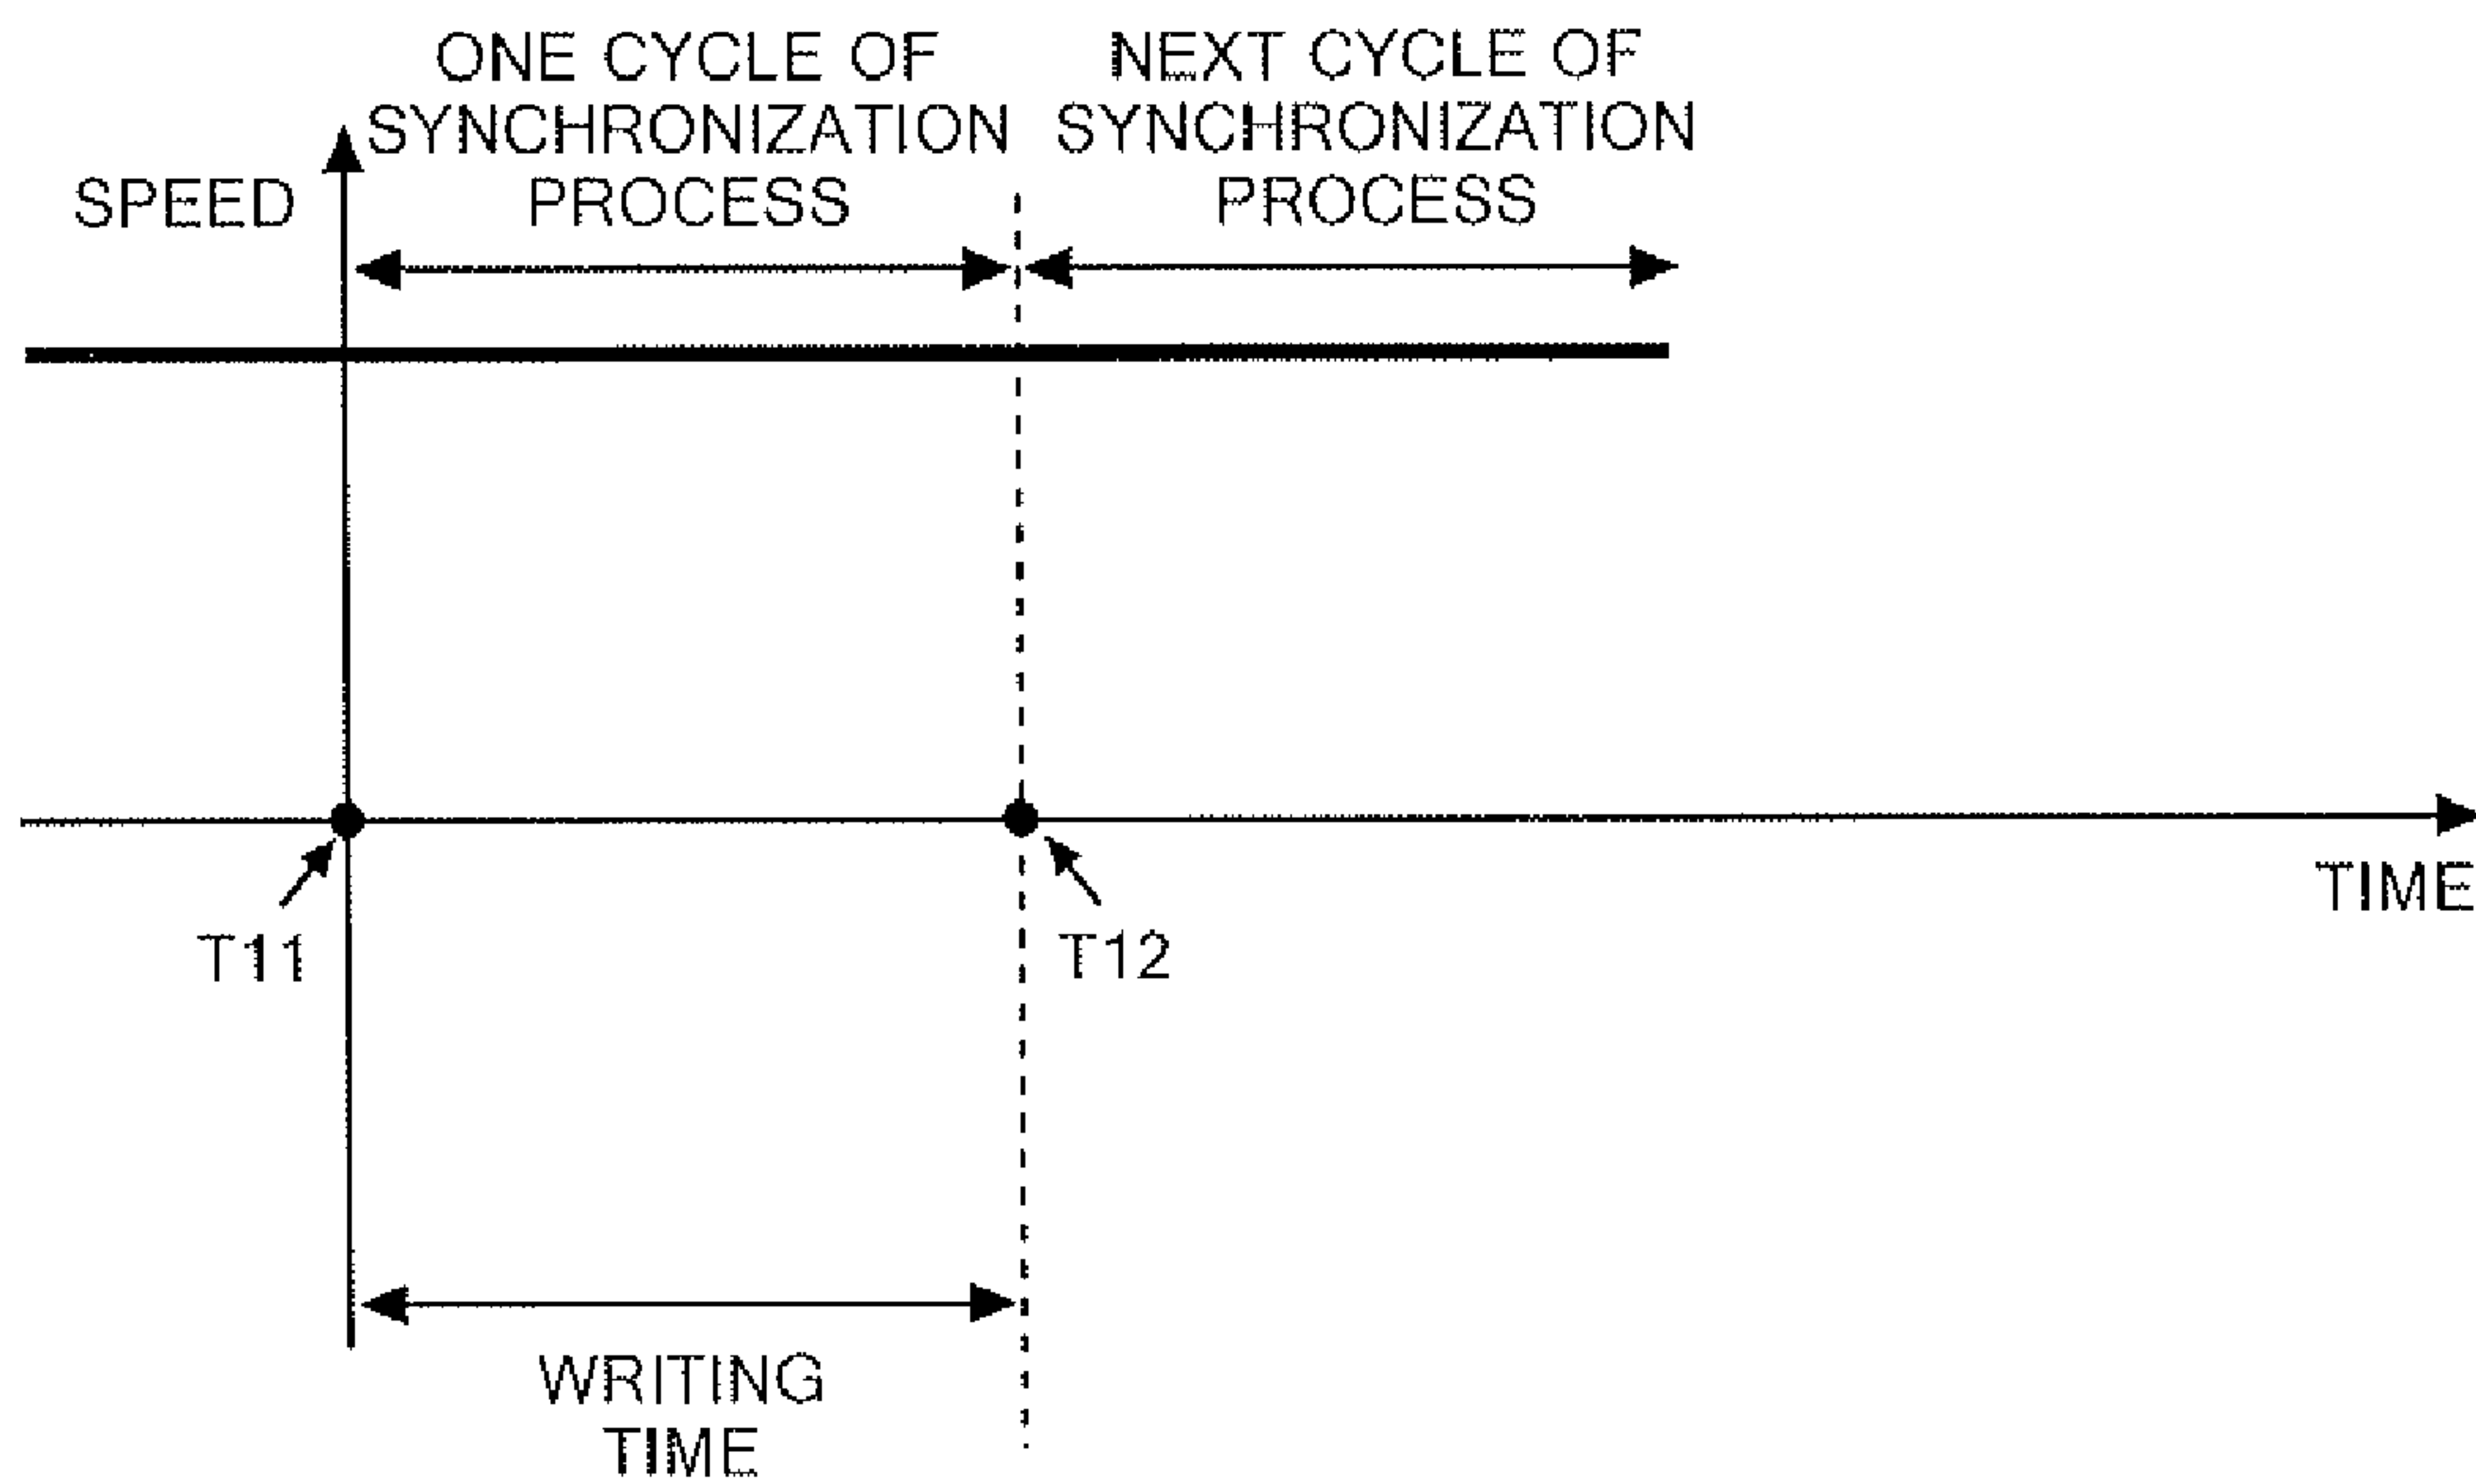 ONE CYCLE OF
SYNCHRONIZATION
PROCESS
NEXT CYCLE OF
SYNCHRONIZATION
PROCESS
SPEED
TIME
T11
T12
WRITING
TIME